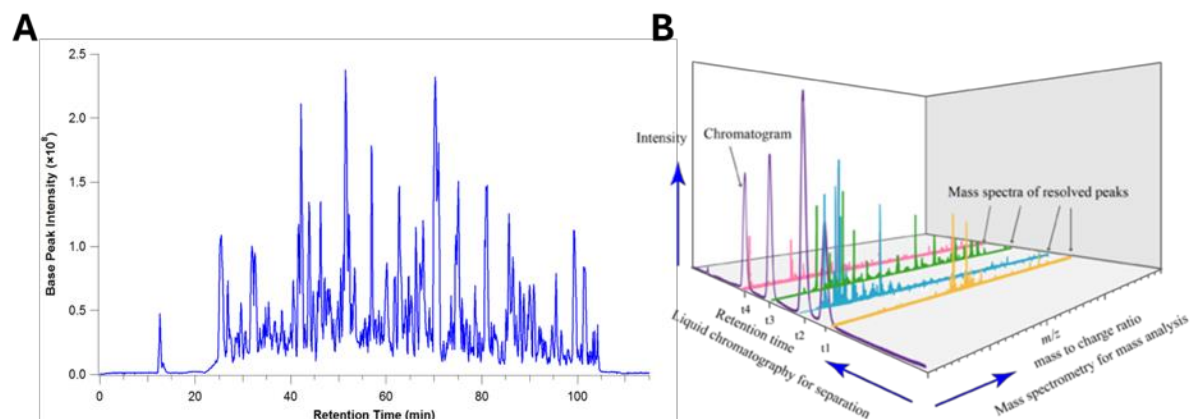 A
2.5
2.0
1.5
1.0
0.5
0.0
Base Peak Intensity (×10⁸)
0
20
40
60
80
100
Retention Time (min)
B
Intensity
Chromatogram
Mass spectra of resolved peaks
t4
t3
t2
t1
Retention time
Liquid chromatography for separation
m/z
mass to charge ratio
Mass spectrometry for mass analysis